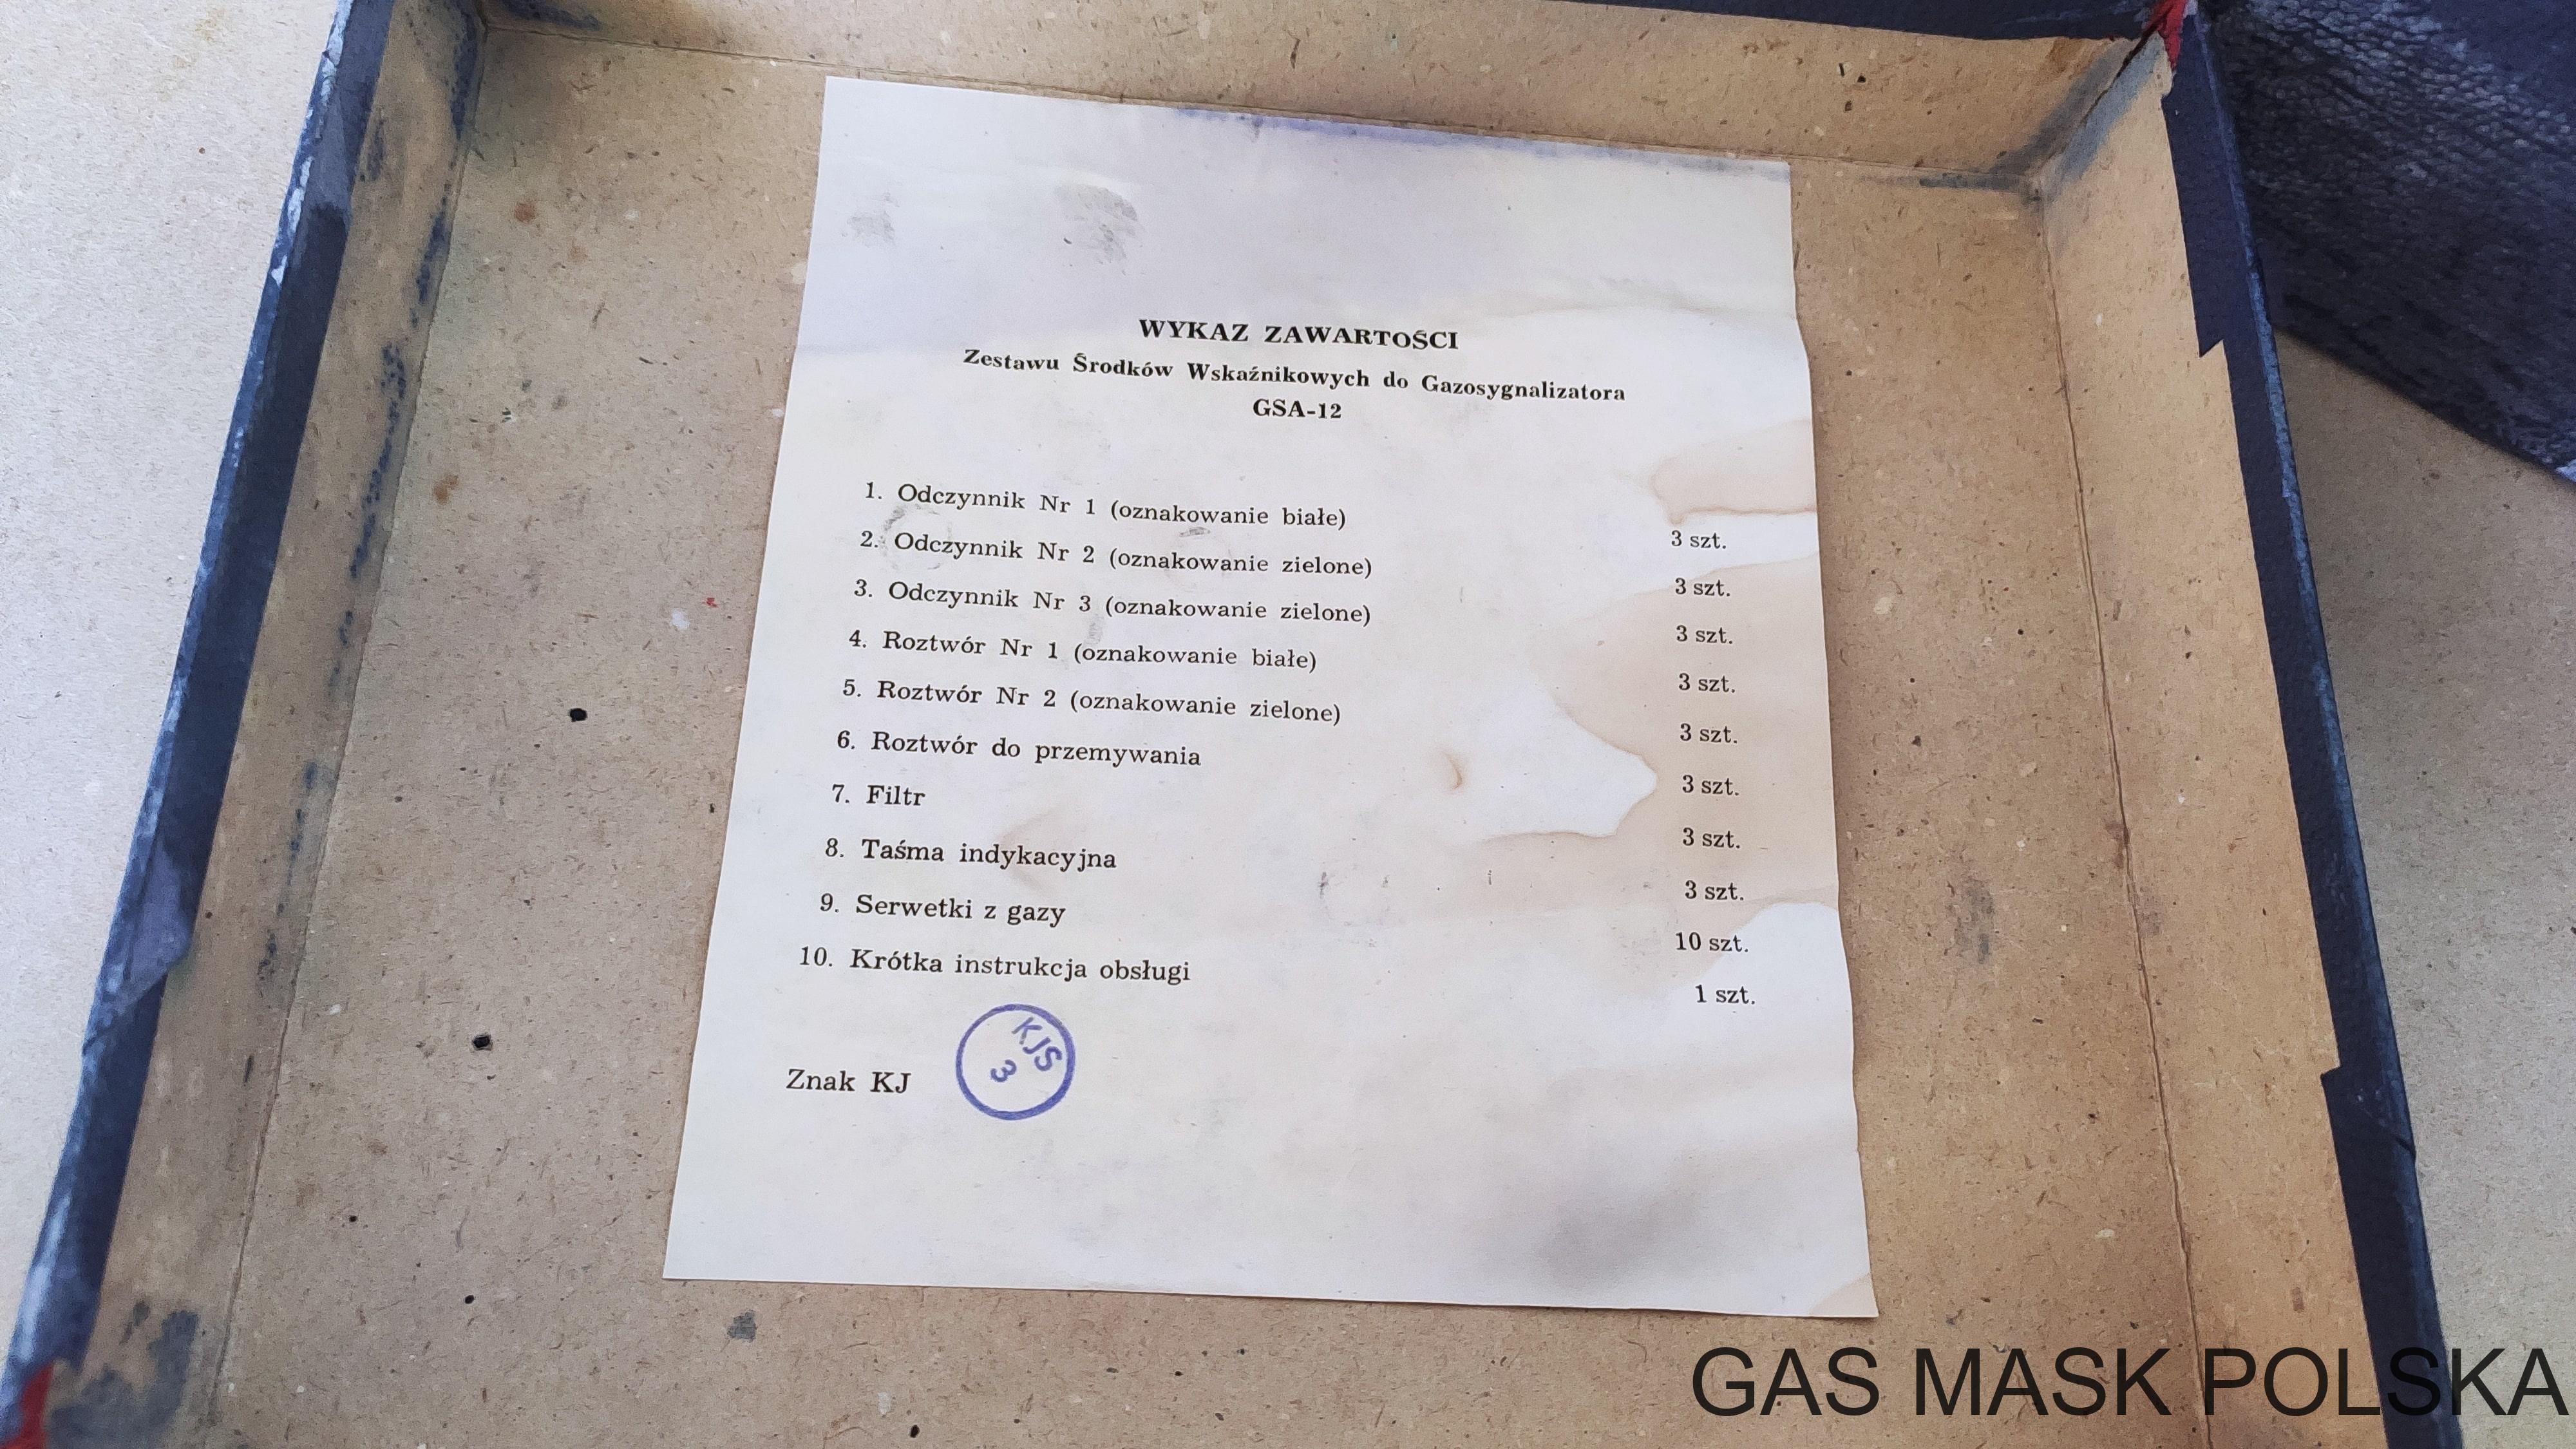 WYKAZ ZAWARTOŚCI
Zestawu Środków Wskaźnikowych do Gazosygnalizatora
GSA-12
1. Odczynnik Nr 1 (oznakowanie białe) 3 szt.
2. Odczynnik Nr 2 (oznakowanie zielone) 3 szt.
3. Odczynnik Nr 3 (oznakowanie zielone) 3 szt.
4. Roztwór Nr 1 (oznakowanie białe) 3 szt.
5. Roztwór Nr 2 (oznakowanie zielone) 3 szt.
6. Roztwór do przemywania 3 szt.
7. Filtr 3 szt.
8. Taśma indykacyjna 3 szt.
9. Serwetki z gazy 10 szt.
10. Krótka instrukcja obsługi 1 szt.
Znak KJ
KJS
3
GAS MASK POLSKA